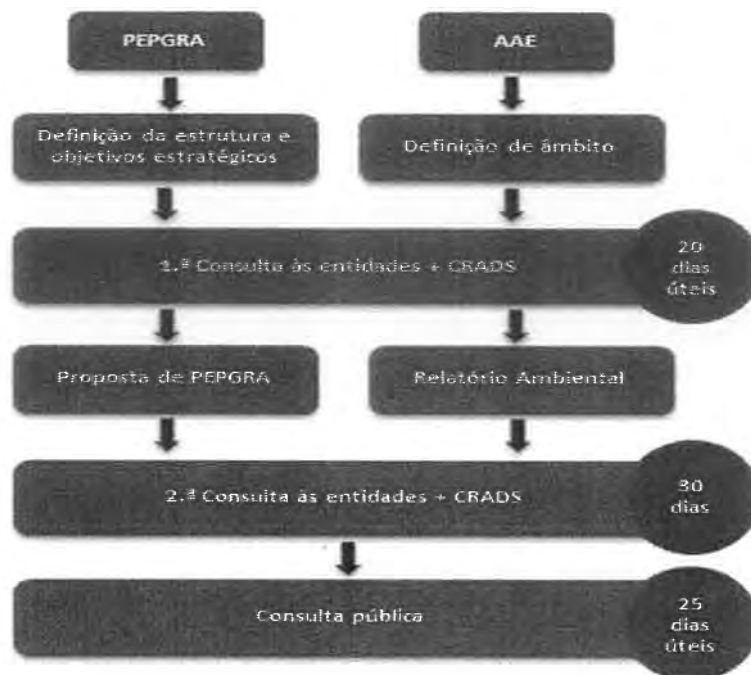 PEPGRA
AAE
Definição da estrutura e
objetivos estratégicos
Definição de âmbito
1.ª Consulta às entidades + CRADS
20
dias
úteis
Proposta de PEPGRA
Relatório Ambiental
2.ª Consulta às entidades + CRADS
30
dias
Consulta pública
25
dias
úteis